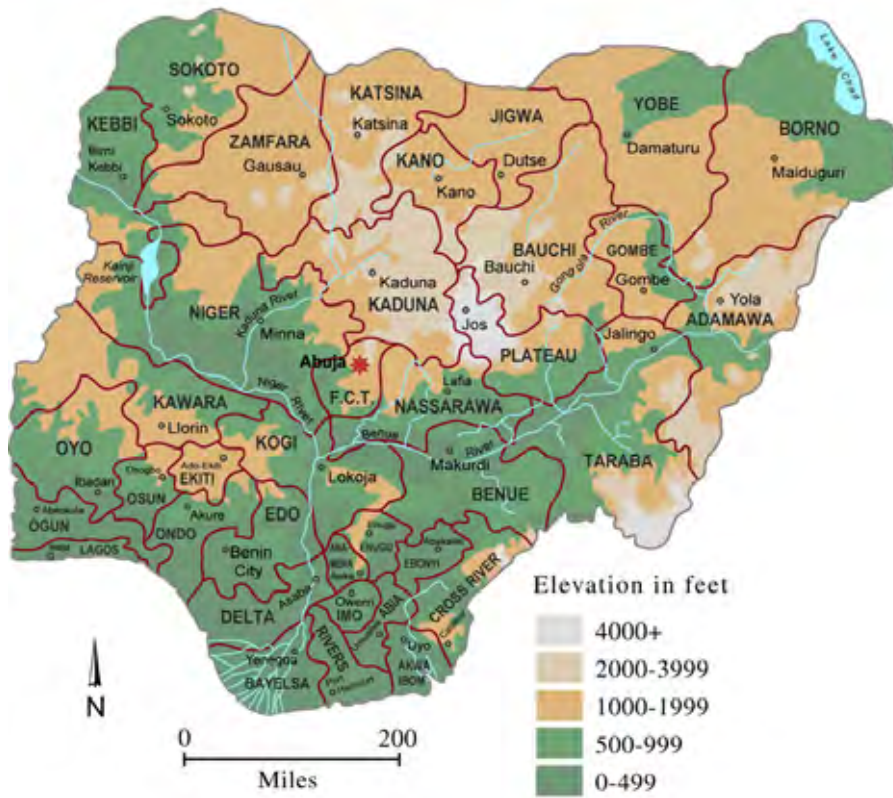 SOKOTO
Sokoto
KEBBI
Birni
Kebbi
ZAMFARA
Gausau
KATSINA
Katsina
JIGWA
KANO
Kano
Dutse
YOBE
Damaturu
Lake Chad
BORNO
Maiduguri
Kainji
Reservoir
NIGER
Kaduna River
Minna
Kaduna
KADUNA
BAUCHI
Bauchi
Gongola River
GOMBE
Gombe
Jos
Yola
ADAMAWA
Jalingo
PLATEAU
Abuja
F.C.T.
Lafia
NASSARAWA
Niger River
KAWARA
Llorin
KOGI
Benue River
Makurdi
TARABA
BENUE
Lokoja
OYO
Ibadan
OSUN
Ado-Ekiti
EKITI
OGUN
ONDO
Akure
LAGOS
EDO
Benin
City
DELTA
Asaba
ENUGU
EBONYI
CROSS RIVER
Owerri
IMO
ABIA
RIVERS
Uyo
AKWA
IBOM
Yenegoa
BAYELSA
Port
N
0 200
Miles
Elevation in feet
4000+
2000-3999
1000-1999
500-999
0-499